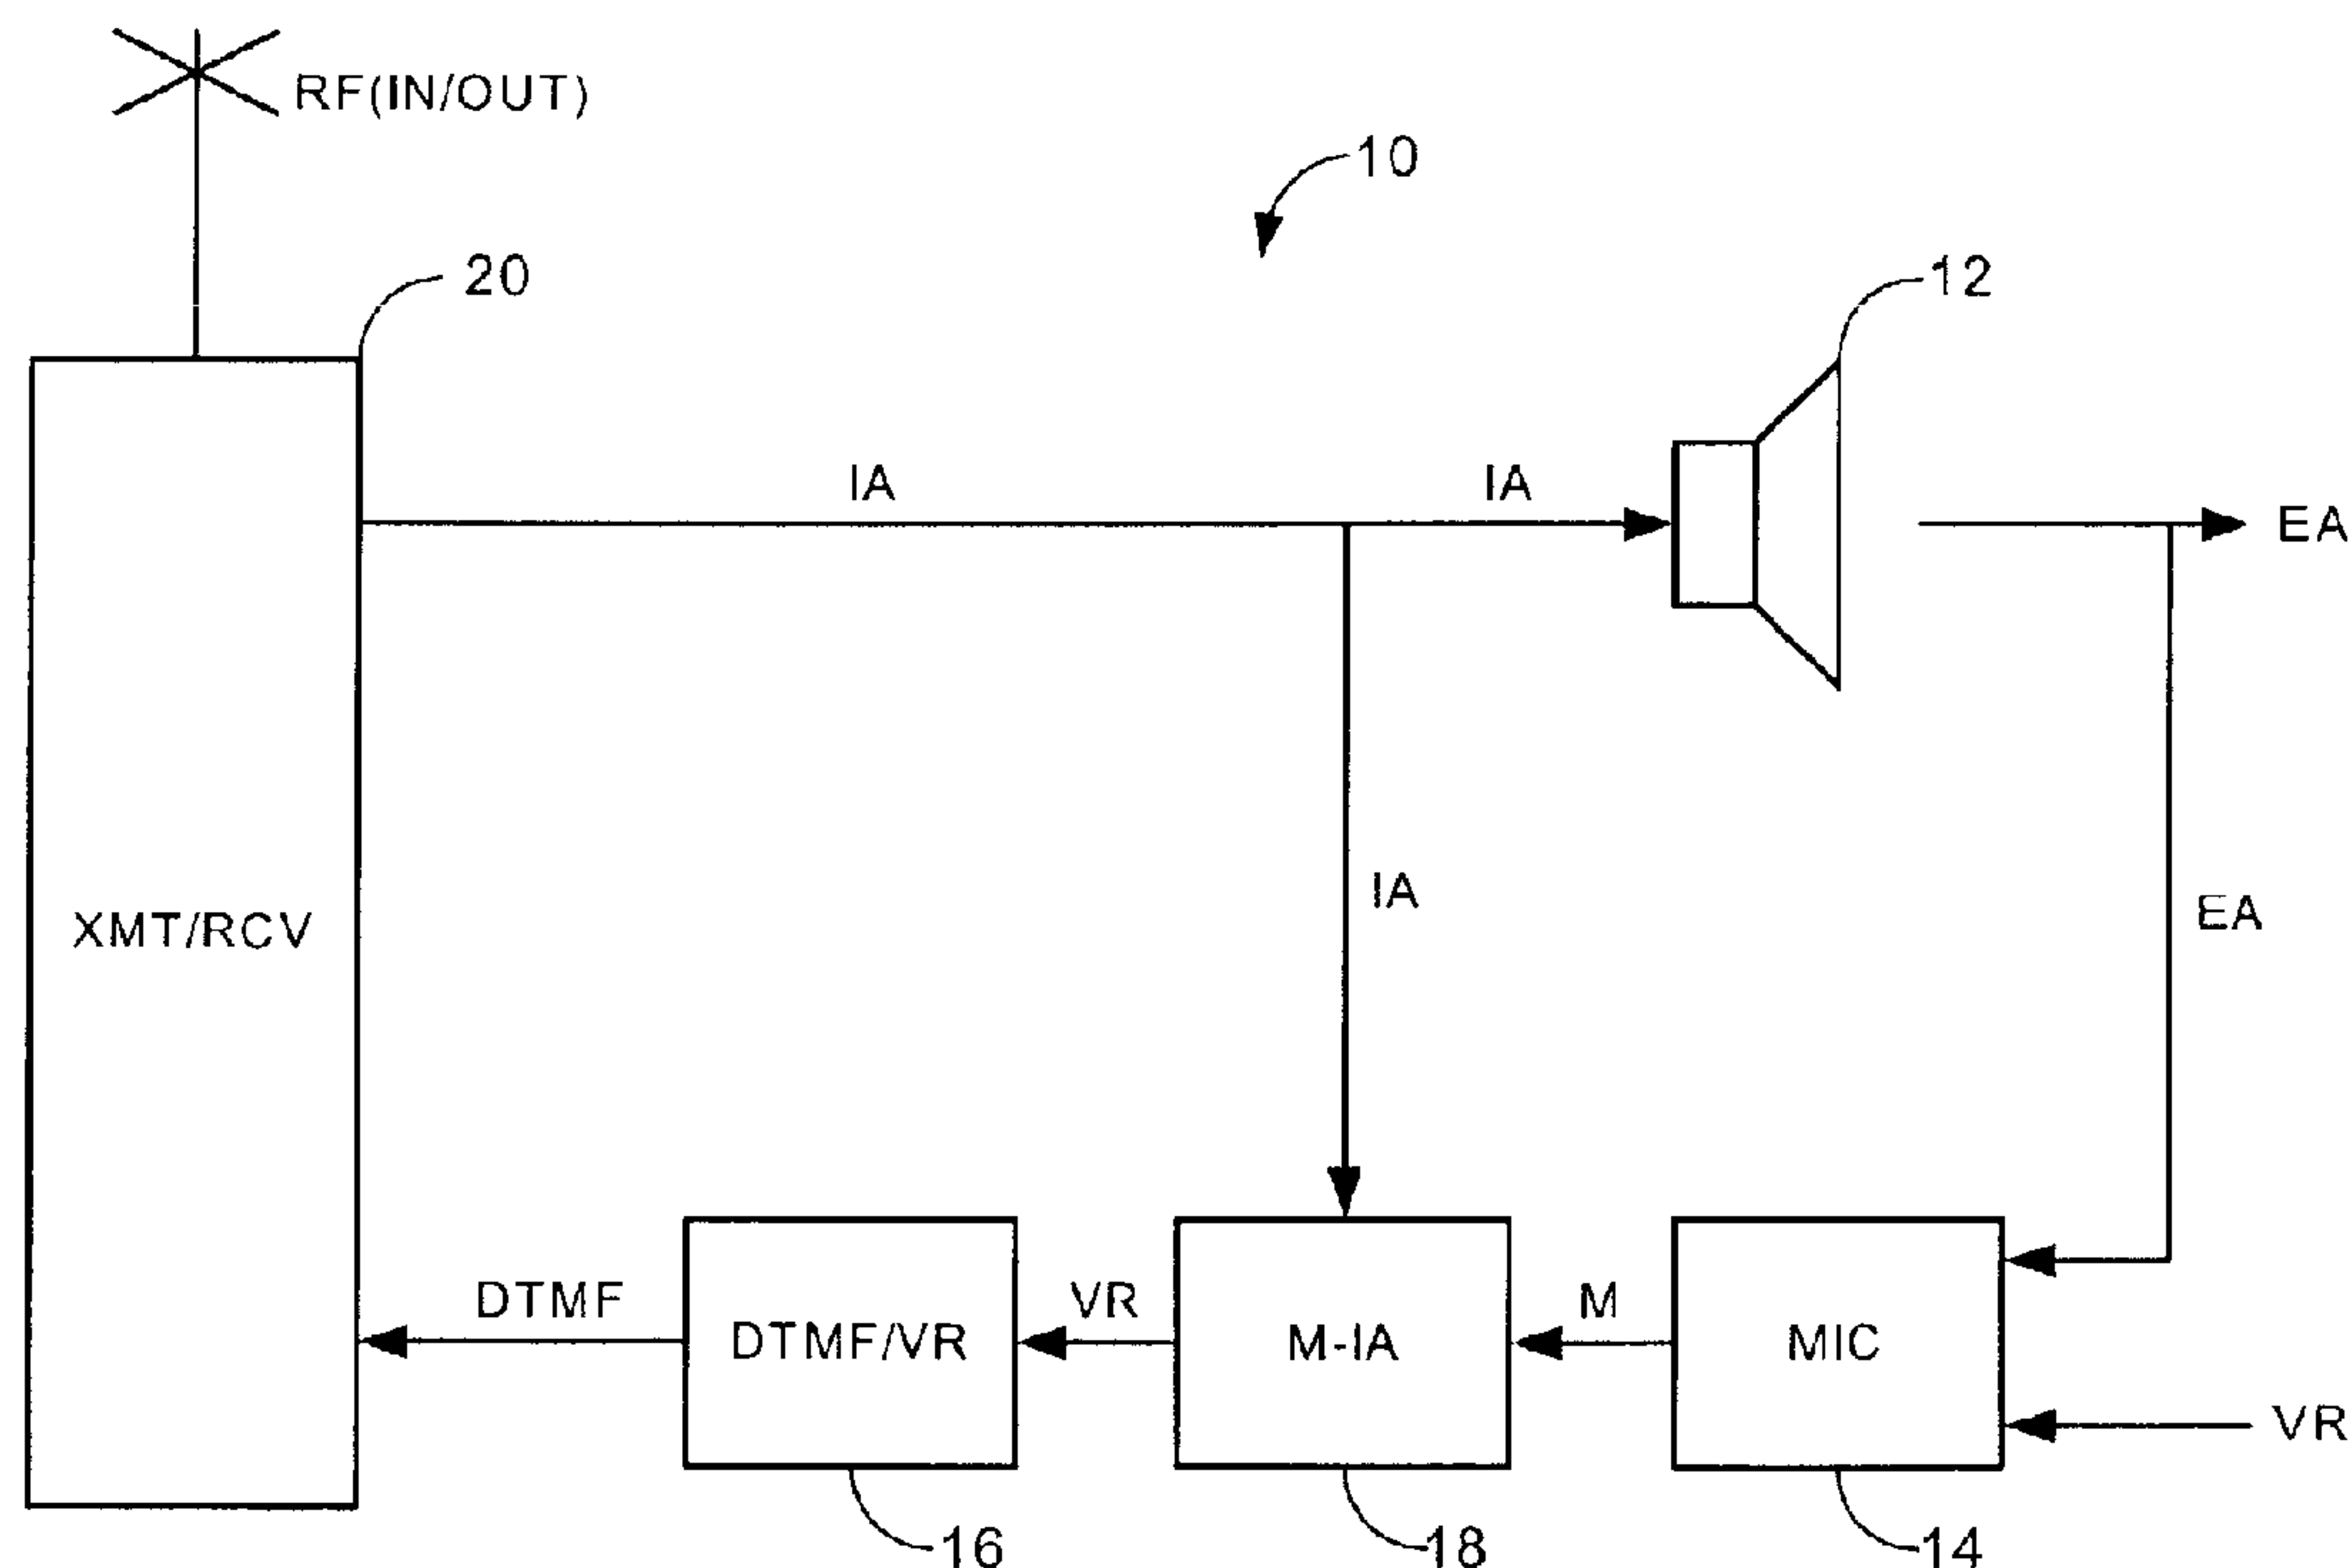 RF(IN/OUT)
10
20
12
IA
IA
EA
IA
EA
XMT/RCV
DTMF
VR
M
DTMF/VR
M-IA
MIC
VR
16
18
14